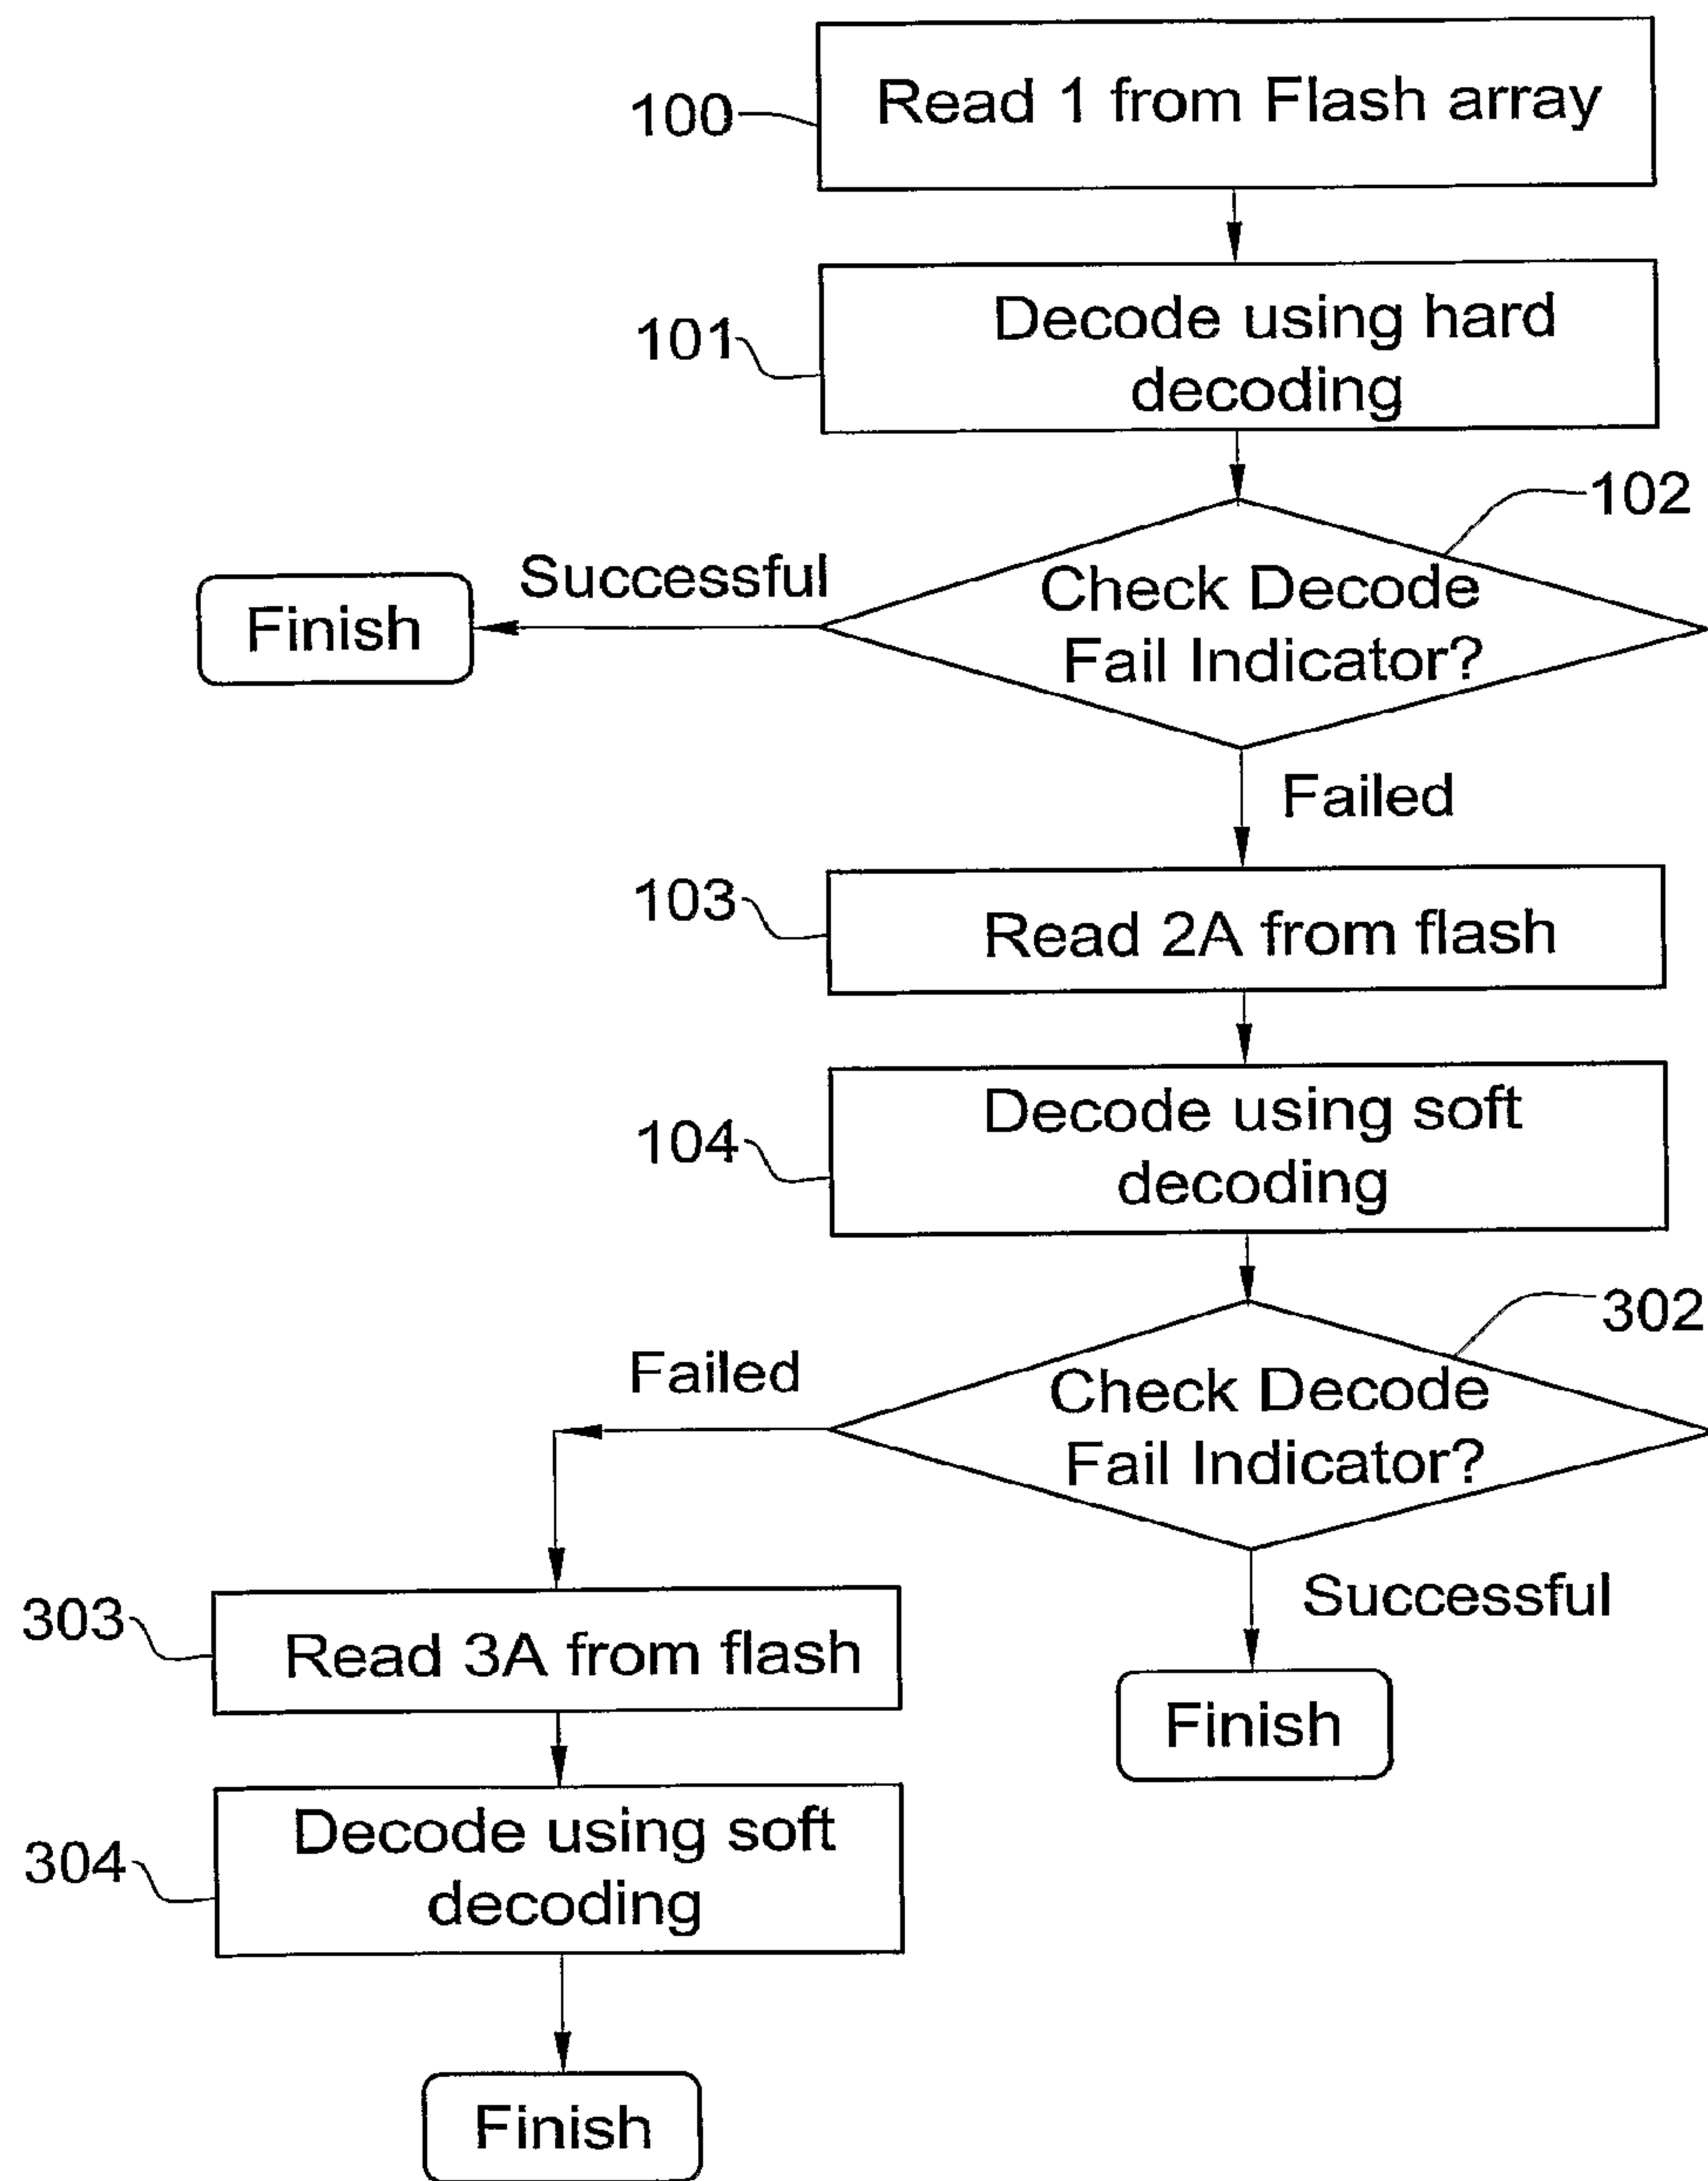 Read 1 from Flash array
100
Decode using hard
101
decoding
102
Successful
Check Decode
Finish
Fail Indicator?
Failed
103
Read 2A from flash
Decode using soft
104
decoding
302
Failed
Check Decode
Fail Indicator?
Successful
303
Read 3A from flash
Finish
Decode using soft
304
decoding
Finish